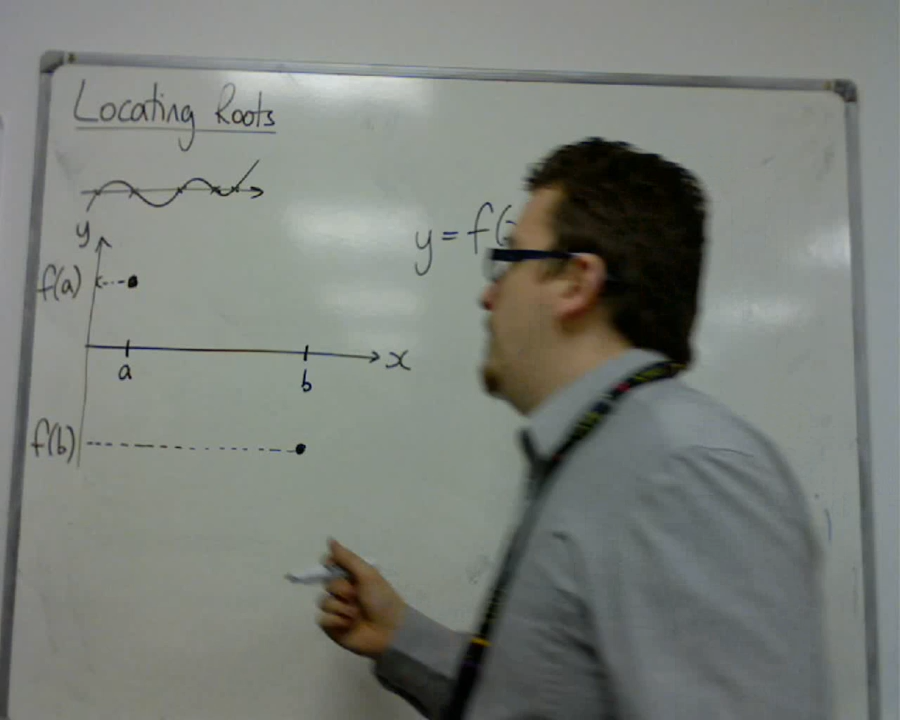 Locating Roots
y
y = f(
f(a)
x
a
b
f(b)